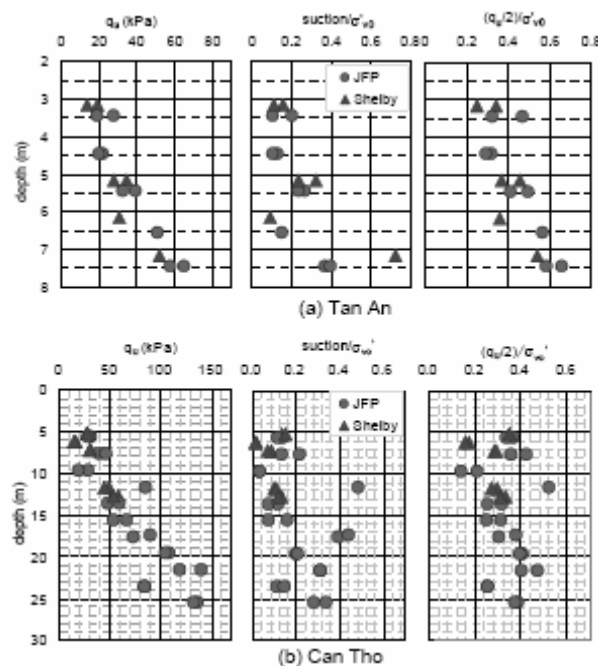 qᵤ (kPa) suction/σ'ᵥ₀ (qᵤ/2)/σ'ᵥ₀
0 20 40 60 80 0 0.2 0.4 0.6 0.8 0 0.2 0.4 0.6 0.8
2
3
4
5
6
7
8
depth (m)
JFP
Shelby
(a) Tan An
qᵤ (kPa) suction/σᵥ₀' (qᵤ/2)/σᵥ₀'
0 50 100 150 0.0 0.2 0.4 0.6 0.0 0.2 0.4 0.6
0
5
10
15
20
25
30
depth (m)
JFP
Shelby
(b) Can Tho